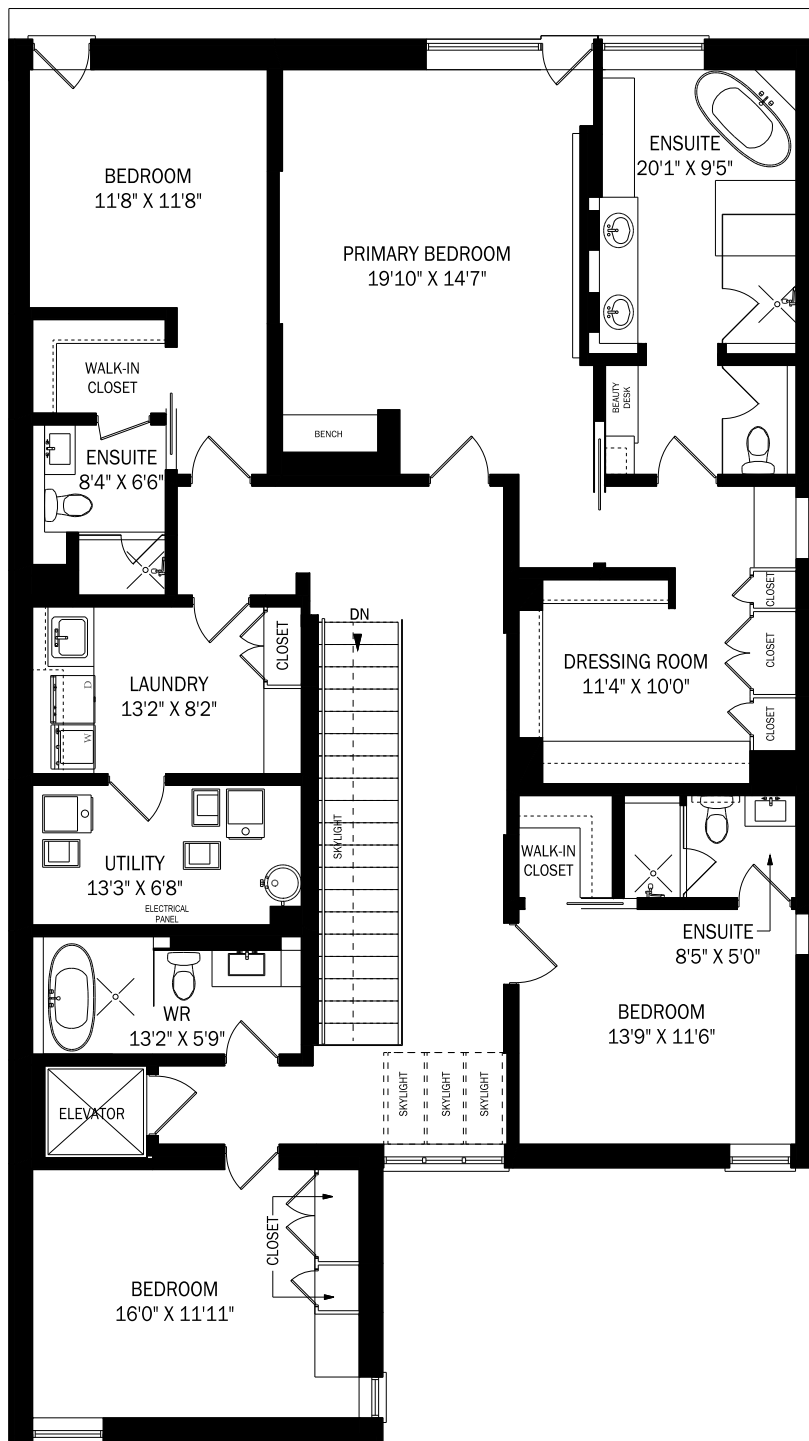 BEDROOM
11'8" X 11'8"
PRIMARY BEDROOM
19'10" X 14'7"
ENSUITE
20'1" X 9'5"
WALK-IN
CLOSET
BENCH
BEAUTY
DESK
ENSUITE
8'4" X 6'6"
LAUNDRY
13'2" X 8'2"
D
W
CLOSET
DN
SKYLIGHT
DRESSING ROOM
11'4" X 10'0"
CLOSET
CLOSET
CLOSET
UTILITY
13'3" X 6'8"
ELECTRICAL
PANEL
WALK-IN
CLOSET
ENSUITE
8'5" X 5'0"
WR
13'2" X 5'9"
BEDROOM
13'9" X 11'6"
ELEVATOR
SKYLIGHT
SKYLIGHT
SKYLIGHT
BEDROOM
16'0" X 11'11"
CLOSET